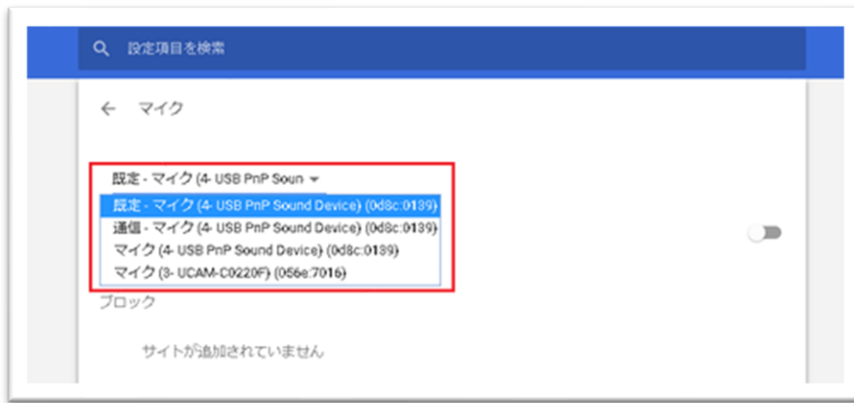 設定項目を検索
マイク
既定 - マイク (4- USB PnP Soun
既定 - マイク (4- USB PnP Sound Device) (0d8c:0139)
通信 - マイク (4- USB PnP Sound Device) (0d8c:0139)
マイク (4- USB PnP Sound Device) (0d8c:0139)
マイク (3- UCAM-C0220F) (056e:7016)
ブロック
サイトが追加されていません